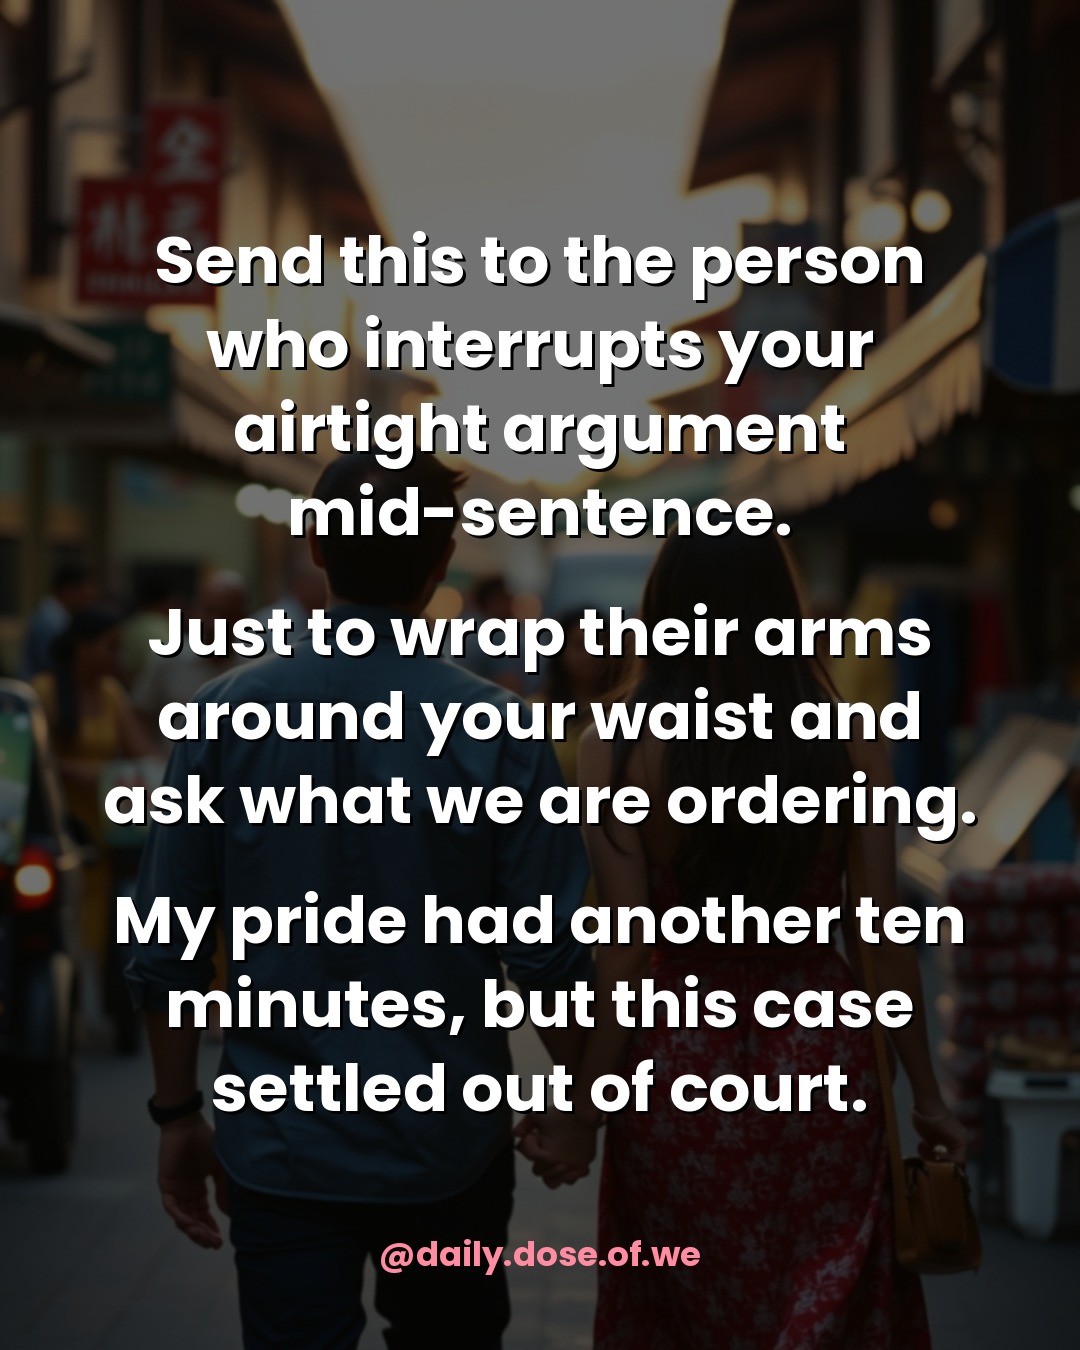 全
Send this to the person
who interrupts your
airtight argument
mid-sentence.
Just to wrap their arms
around your waist and
ask what we are ordering.
My pride had another ten
minutes, but this case
settled out of court.
@daily.dose.of.we